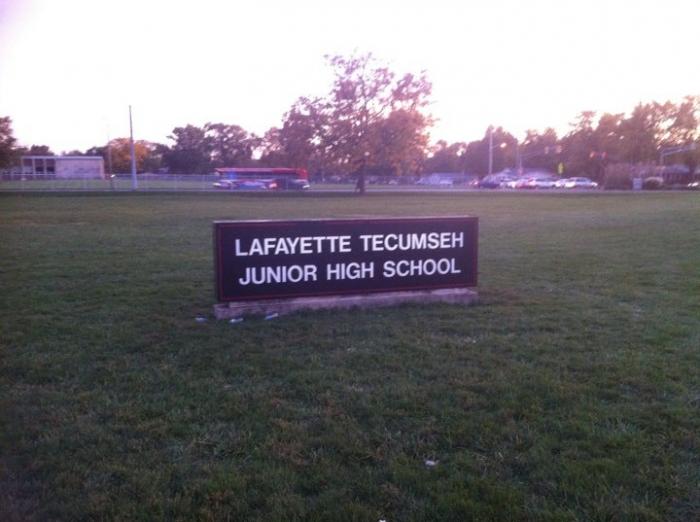 LAFAYETTE TECUMSEH
JUNIOR HIGH SCHOOL